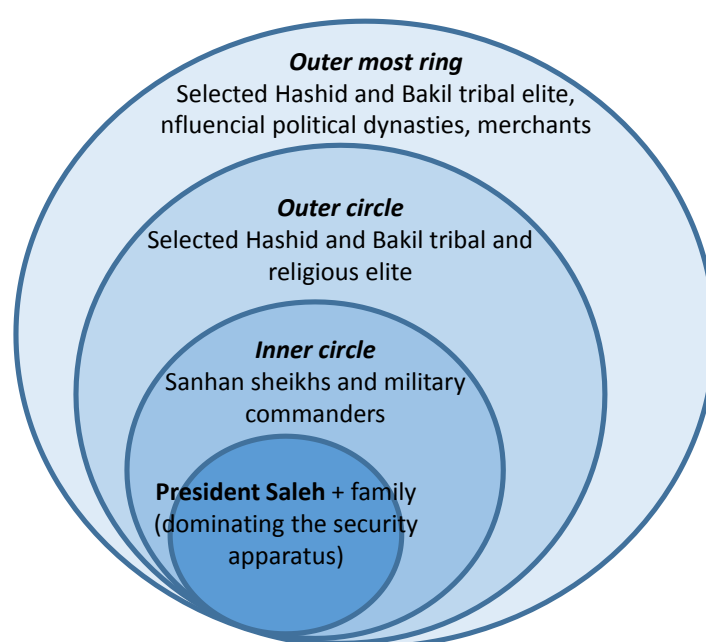 Outer most ring
Selected Hashid and Bakil tribal elite,
nfluencial political dynasties, merchants
Outer circle
Selected Hashid and Bakil tribal and
religious elite
Inner circle
Sanhan sheikhs and military
commanders
President Saleh + family
(dominating the security
apparatus)